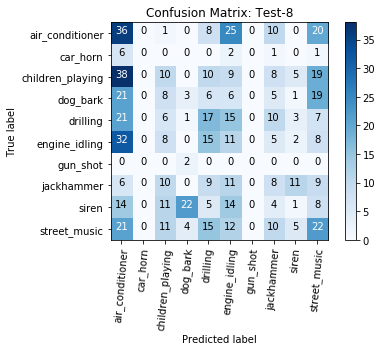 Confusion Matrix: Test-8
True label
air_conditioner 36 0 1 0 8 25 0 10 0 20
car_horn 6 0 0 0 0 2 0 1 0 1
children_playing 38 0 10 0 10 9 0 8 5 19
dog_bark 21 0 8 3 6 6 0 5 1 19
drilling 21 0 6 1 17 15 0 10 3 7
engine_idling 32 0 8 0 15 11 0 5 2 8
gun_shot 0 0 0 2 0 0 0 0 0 0
jackhammer 6 0 10 0 9 11 0 8 11 9
siren 14 0 11 22 5 14 0 4 1 8
street_music 21 0 11 4 15 12 0 10 5 22
air_conditioner car_horn children_playing dog_bark drilling engine_idling gun_shot jackhammer siren street_music
Predicted label
35
30
25
20
15
10
5
0